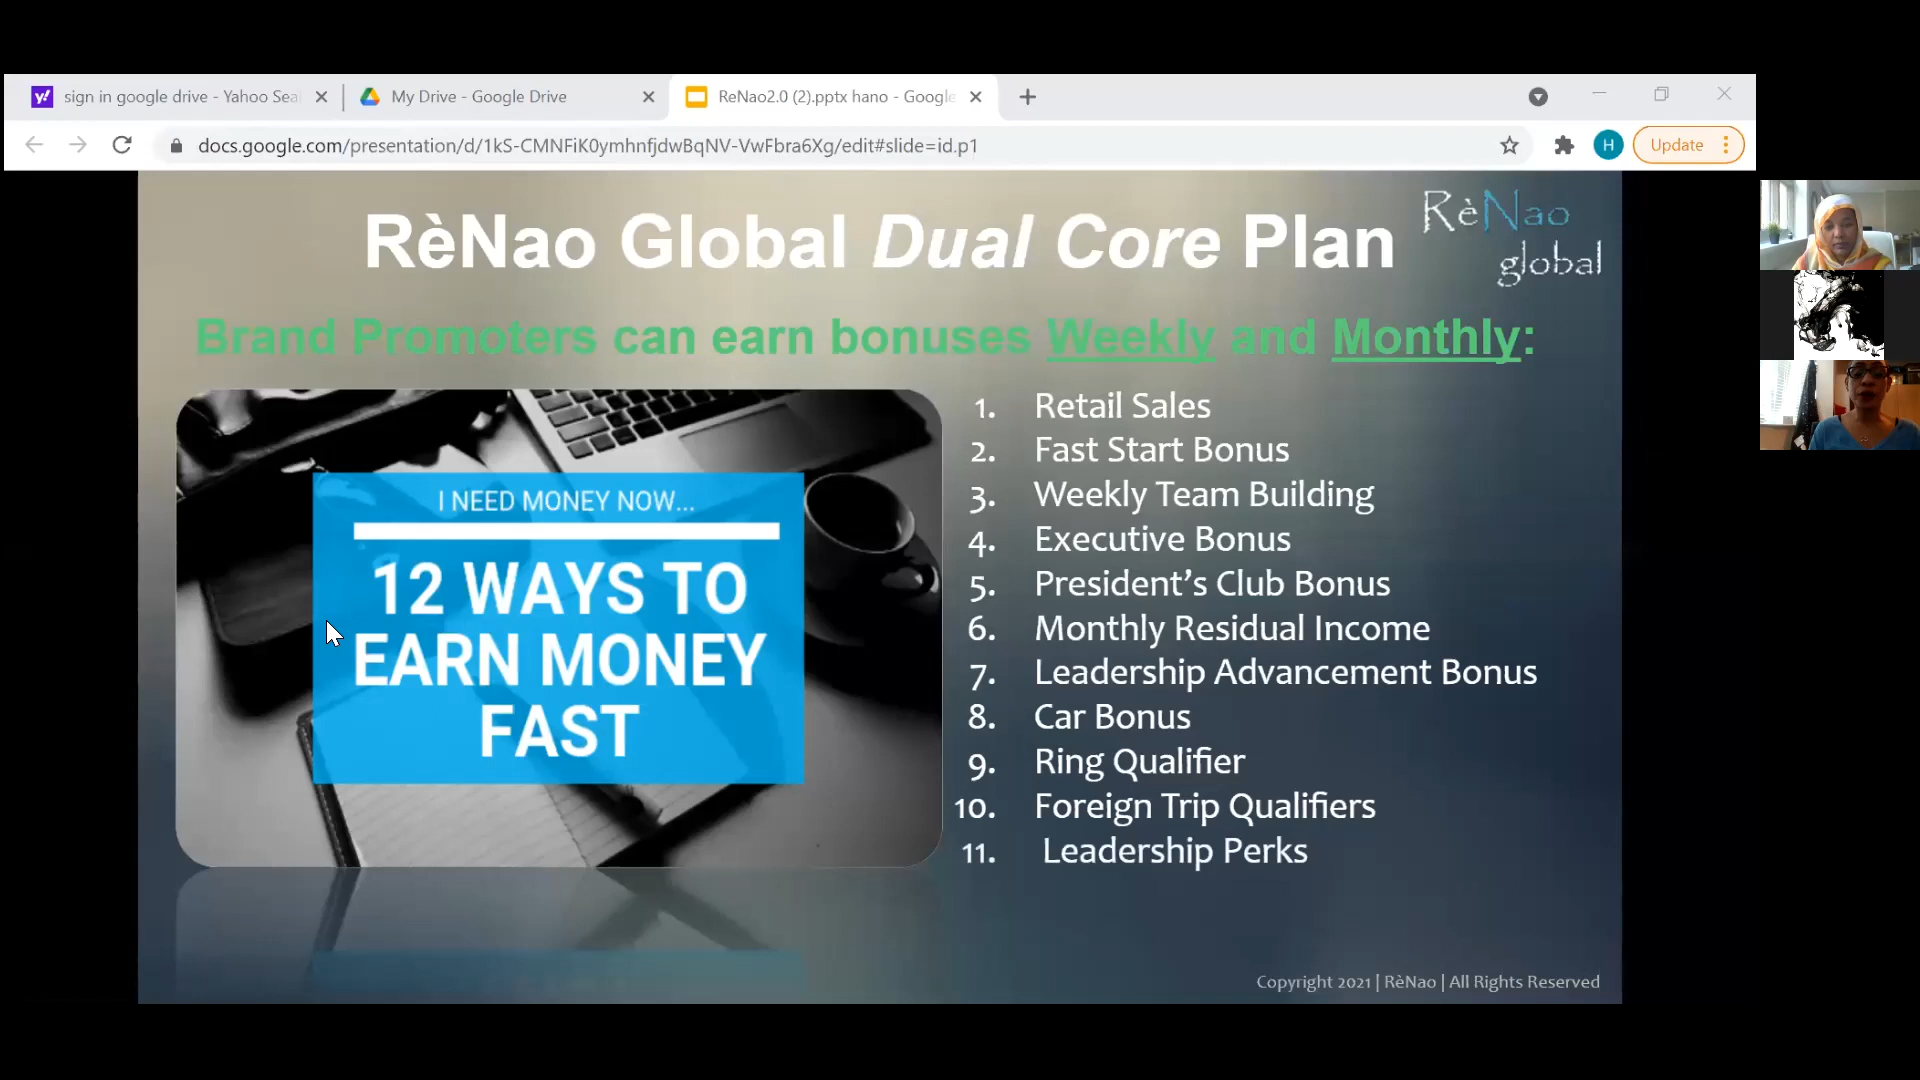 sign in google drive - Yahoo Sea
My Drive - Google Drive
ReNao2.0 (2).pptx hano - Google
docs.google.com/presentation/d/1kS-CMNFiK0ymhnfjdwBqNV-VwFbra6Xg/edit#slide=id.p1
H
Update
RèNao Global Dual Core Plan
RèNao
global
Brand Promoters can earn bonuses Weekly and Monthly:
I NEED MONEY NOW...
12 WAYS TO
EARN MONEY
FAST
1. Retail Sales
2. Fast Start Bonus
3. Weekly Team Building
4. Executive Bonus
5. President’s Club Bonus
6. Monthly Residual Income
7. Leadership Advancement Bonus
8. Car Bonus
9. Ring Qualifier
10. Foreign Trip Qualifiers
11. Leadership Perks
Copyright 2021 | RèNao | All Rights Reserved